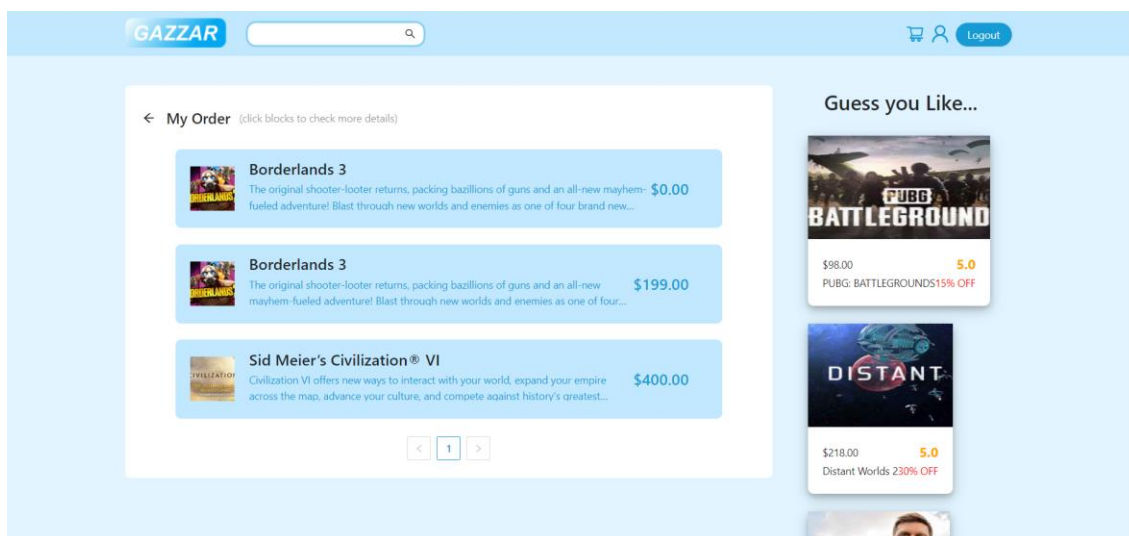 GAZZAR
Logout
← My Order (click blocks to check more details)
Borderlands 3
The original shooter-looter returns, packing bazillions of guns and an all-new mayhem-
fueled adventure! Blast through new worlds and enemies as one of four brand new...
$0.00
Borderlands 3
The original shooter-looter returns, packing bazillions of guns and an all-new
mayhem-fueled adventure! Blast through new worlds and enemies as one of four...
$199.00
Sid Meier's Civilization® VI
Civilization VI offers new ways to interact with your world, expand your empire
across the map, advance your culture, and compete against history's greatest...
$400.00
< 1 >
Guess you Like...
PUBG
BATTLEGROUND
$98.00 5.0
PUBG: BATTLEGROUNDS15% OFF
DISTANT
$218.00 5.0
Distant Worlds 230% OFF